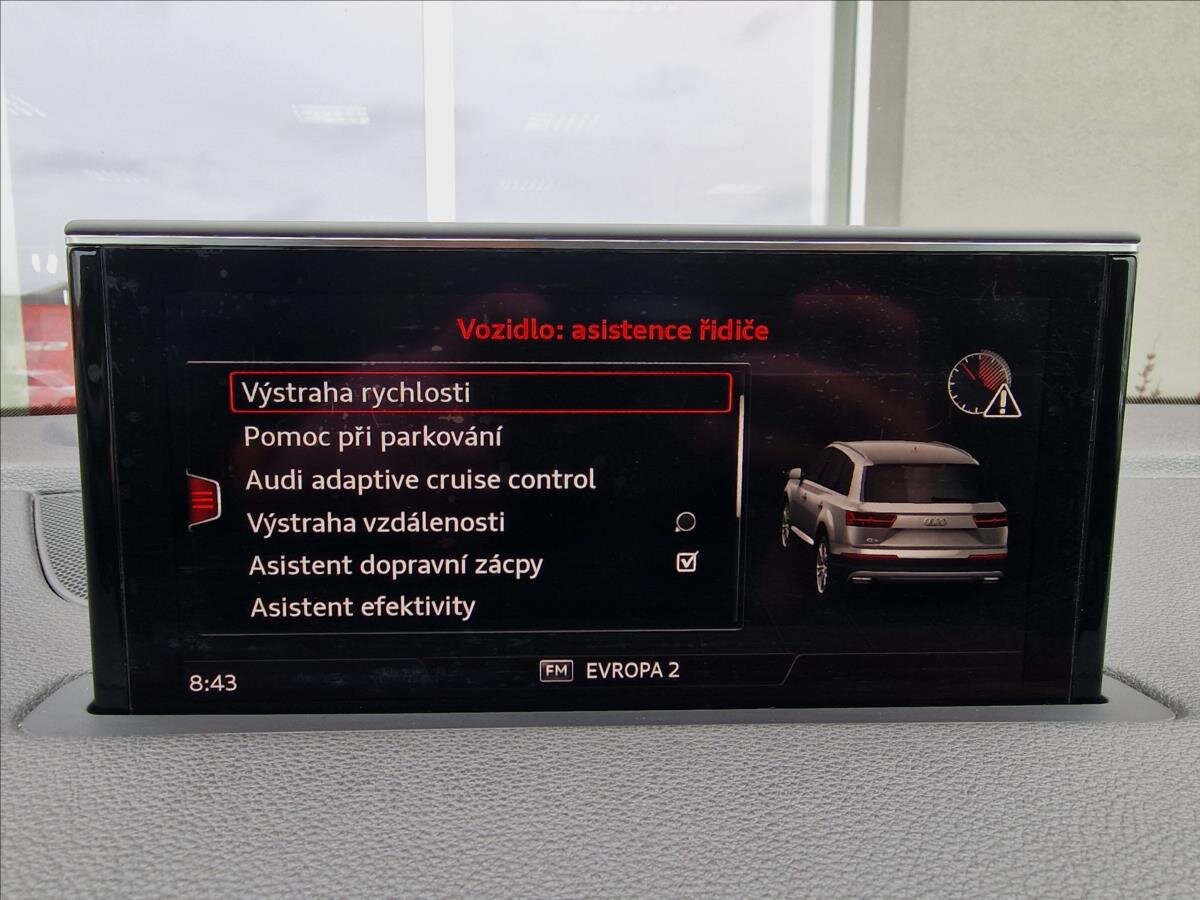 Vozidlo: asistence řidiče
Výstraha rychlosti
Pomoc při parkování
Audi adaptive cruise control
Výstraha vzdálenosti
Asistent dopravní zácpy
Asistent efektivity
8:43
FM EVROPA 2